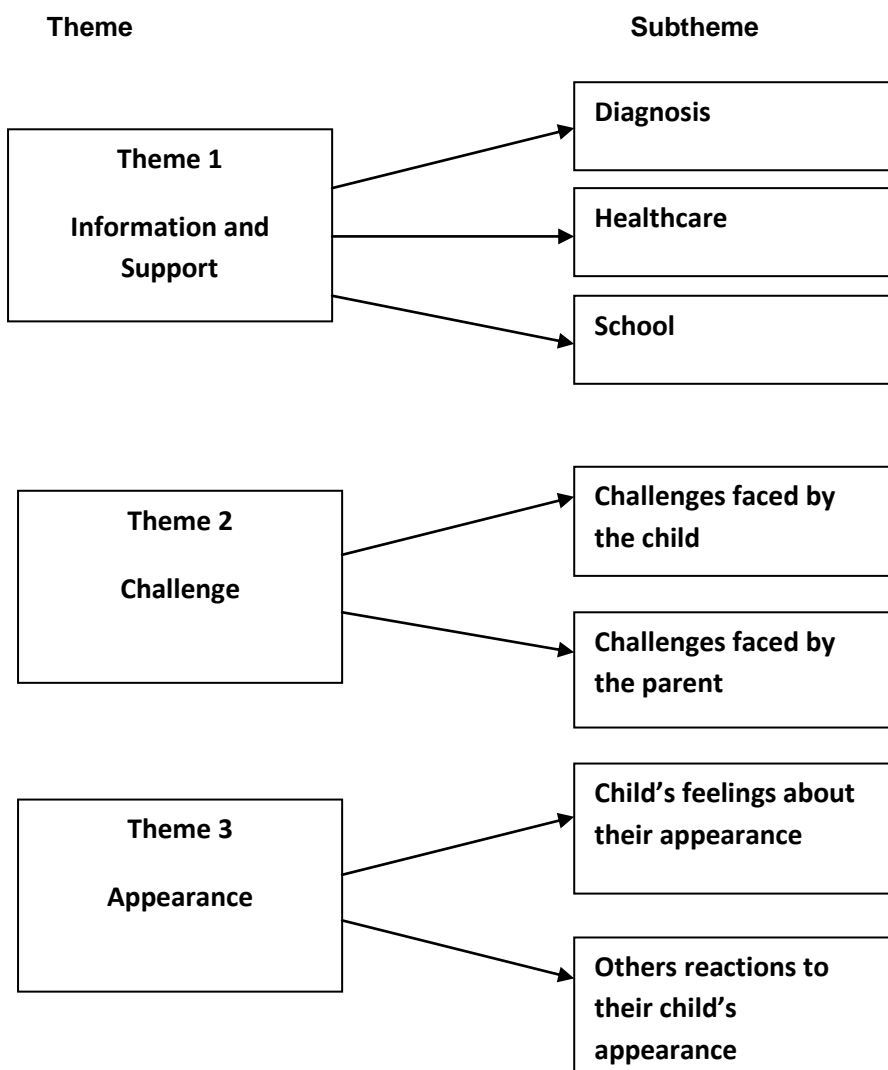 Theme
Subtheme
Theme 1
Information and
Support
Diagnosis
Healthcare
School
Theme 2
Challenge
Challenges faced by
the child
Challenges faced by
the parent
Theme 3
Appearance
Child’s feelings about
their appearance
Others reactions to
their child’s
appearance